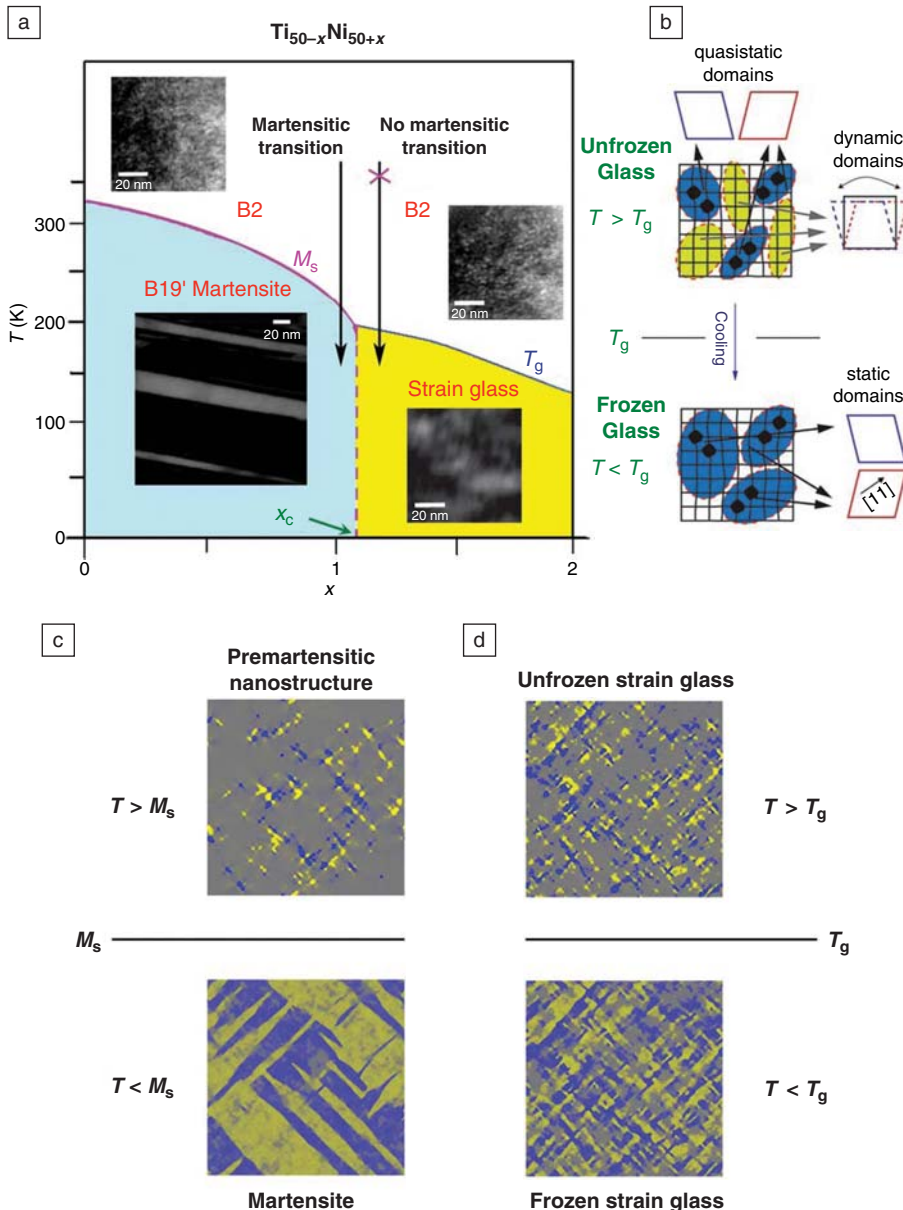 a
Ti50–xNi50+x
20 nm
Martensitic
transition
No martensitic
transition
B2
B2
20 nm
Ms
B19' Martensite
20 nm
Tg
Strain glass
20 nm
xc
T (K)
300
200
100
0
0
1
2
x
b
quasistatic
domains
Unfrozen
Glass
T > Tg
dynamic
domains
Tg
Cooling
Frozen
Glass
T < Tg
static
domains
[11]
c
Premartensitic
nanostructure
T > Ms
Ms
T < Ms
Martensite
d
Unfrozen strain glass
T > Tg
Tg
T < Tg
Frozen strain glass